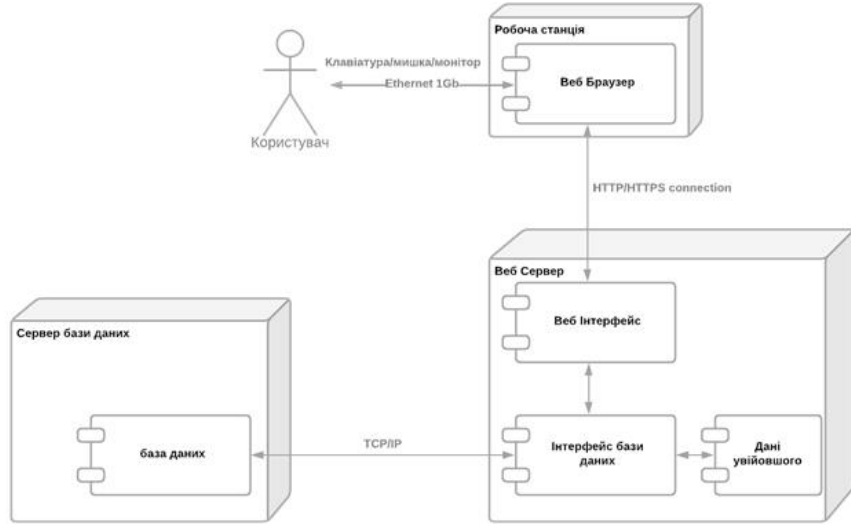 Робоча станція
Клавіатура/мишка/монітор
Ethernet 1Gb
Веб Браузер
Користувач
HTTP/HTTPS connection
Веб Сервер
Веб Інтерфейс
Сервер бази даних
база даних
TCP/IP
Інтерфейс бази
даних
Дані
увійовшого